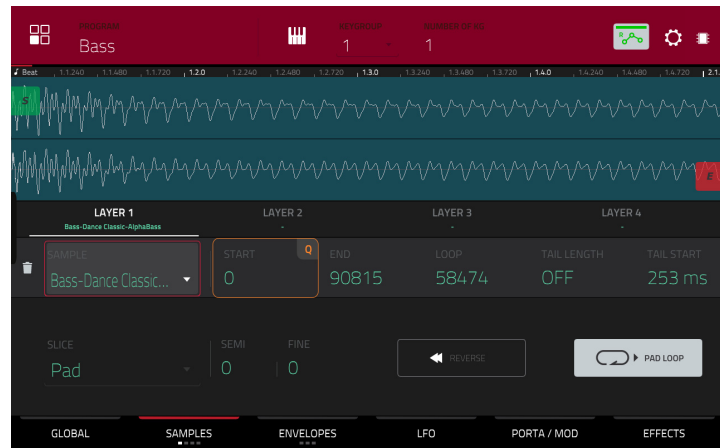 PROGRAM
Bass
KEYGROUP
1
NUMBER OF KG
1
Beat 1.1.240 1.1.480 1.1.720 1.2.0 1.2.240 1.2.480 1.2.720 1.3.0 1.3.240 1.3.480 1.3.720 1.4.0 1.4.240 1.4.480 1.4.720 2.1.
S
E
LAYER 1 LAYER 2 LAYER 3 LAYER 4
Bass-Dance Classic-AlphaBass - - -
SAMPLE START Q END LOOP TAIL LENGTH TAIL START
Bass-Dance Classic... 0 90815 58474 OFF 253 ms
SLICE SEMI FINE
Pad 0 0
REVERSE
PAD LOOP
GLOBAL SAMPLES ENVELOPES LFO PORTA / MOD EFFECTS